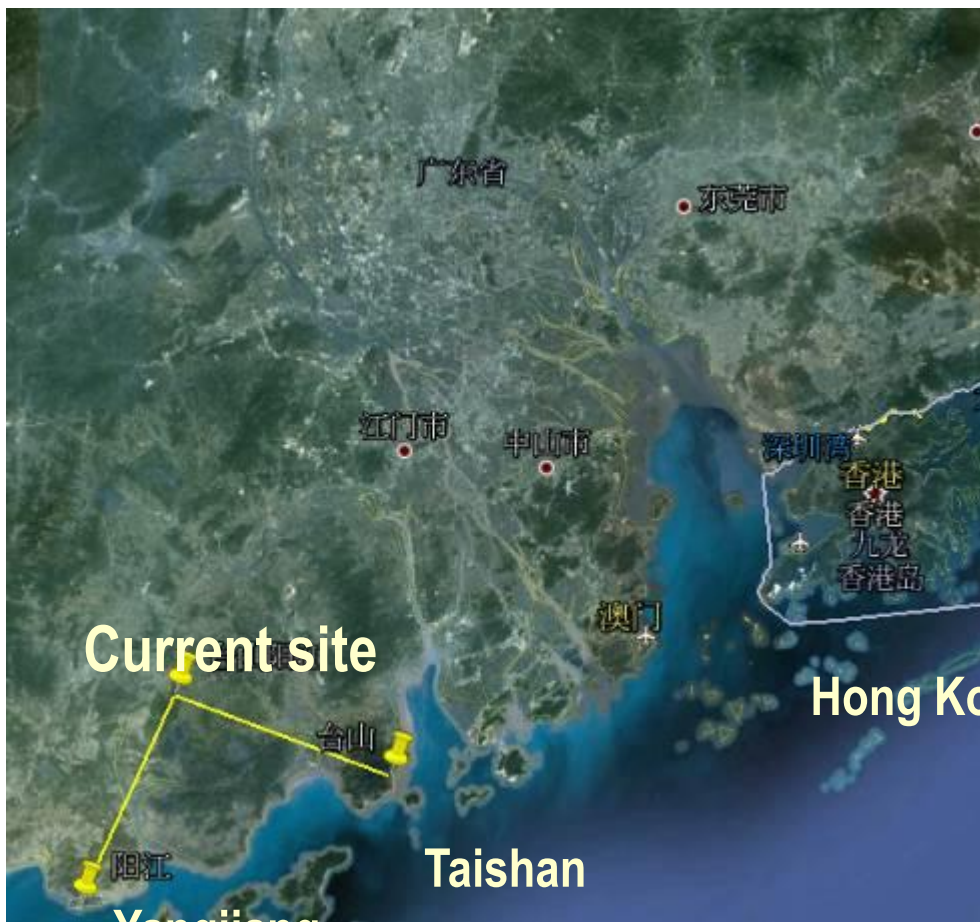 广东省
东莞市
江门市
中山市
深圳湾
香港
香港
九龙
香港岛
澳门
Current site
Hong Ko
台山
阳江
Taishan
Yangjiang